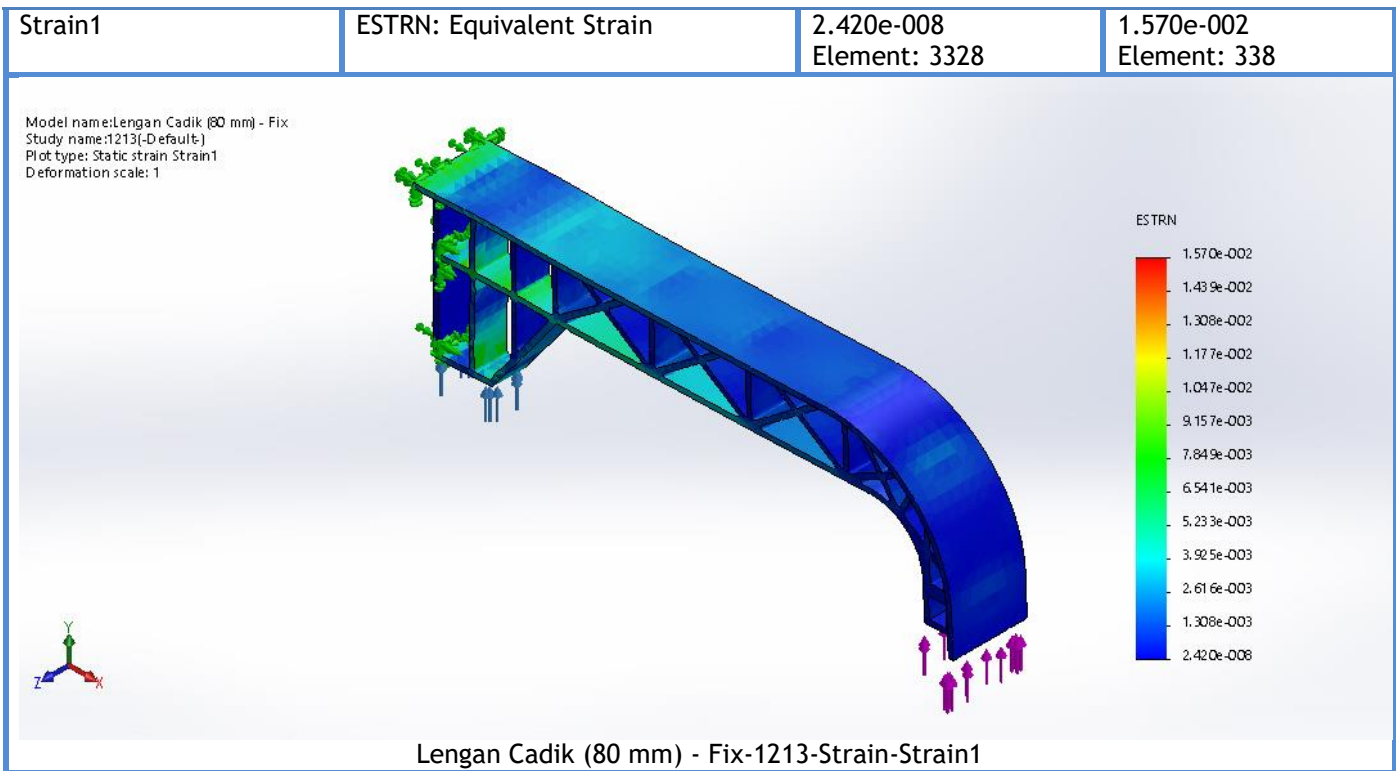 Strain1
ESTRN: Equivalent Strain
2.420e-008
Element: 3328
1.570e-002
Element: 338
Model name:Lengan Cadik (80 mm) - Fix
Study name:1213(-Default-)
Plot type: Static strain Strain1
Deformation scale: 1
ESTRN
1.570e-002
1.439e-002
1.308e-002
1.177e-002
1.047e-002
9.157e-003
7.849e-003
6.541e-003
5.233e-003
3.925e-003
2.616e-003
1.308e-003
2.420e-008
Y
Z
X
Lengan Cadik (80 mm) - Fix-1213-Strain-Strain1